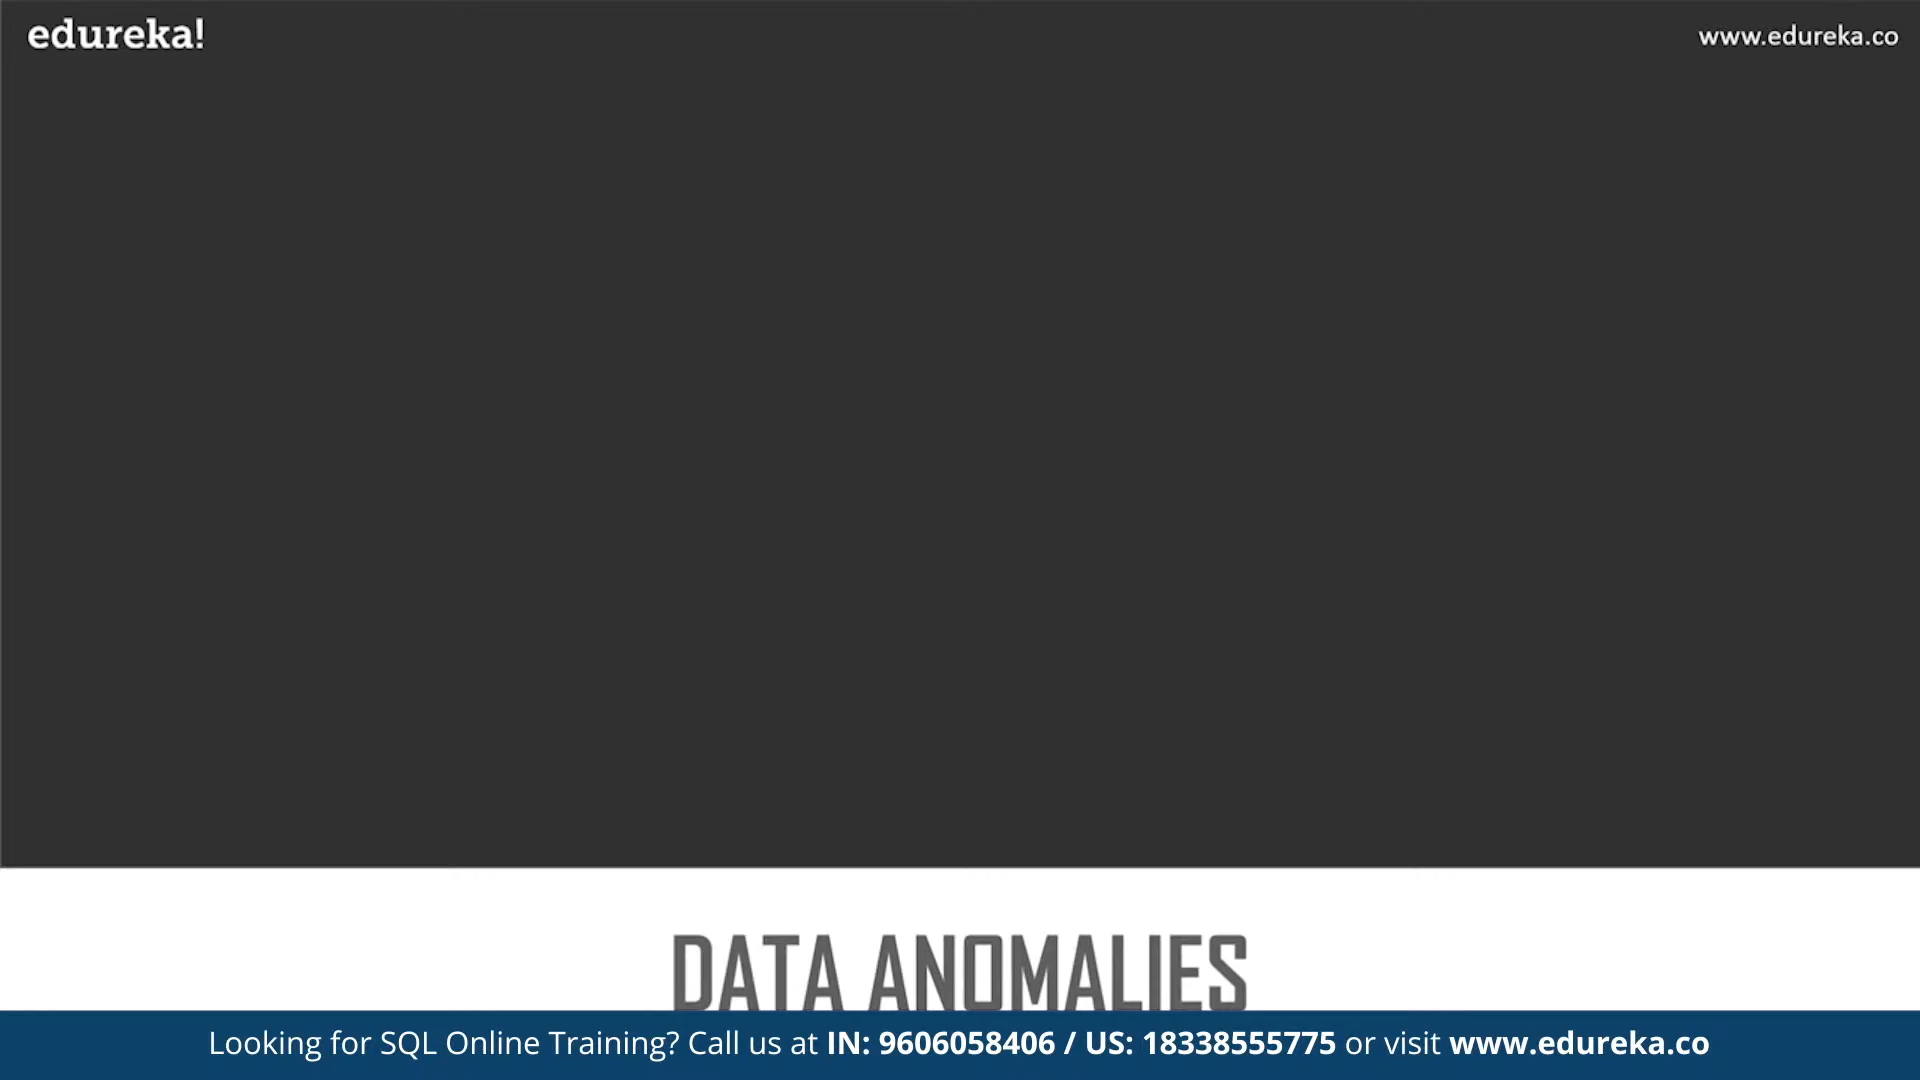 edureka!
www.edureka.co
DATA ANOMALIES
Looking for SQL Online Training? Call us at IN: 9606058406 / US: 18338555775 or visit www.edureka.co